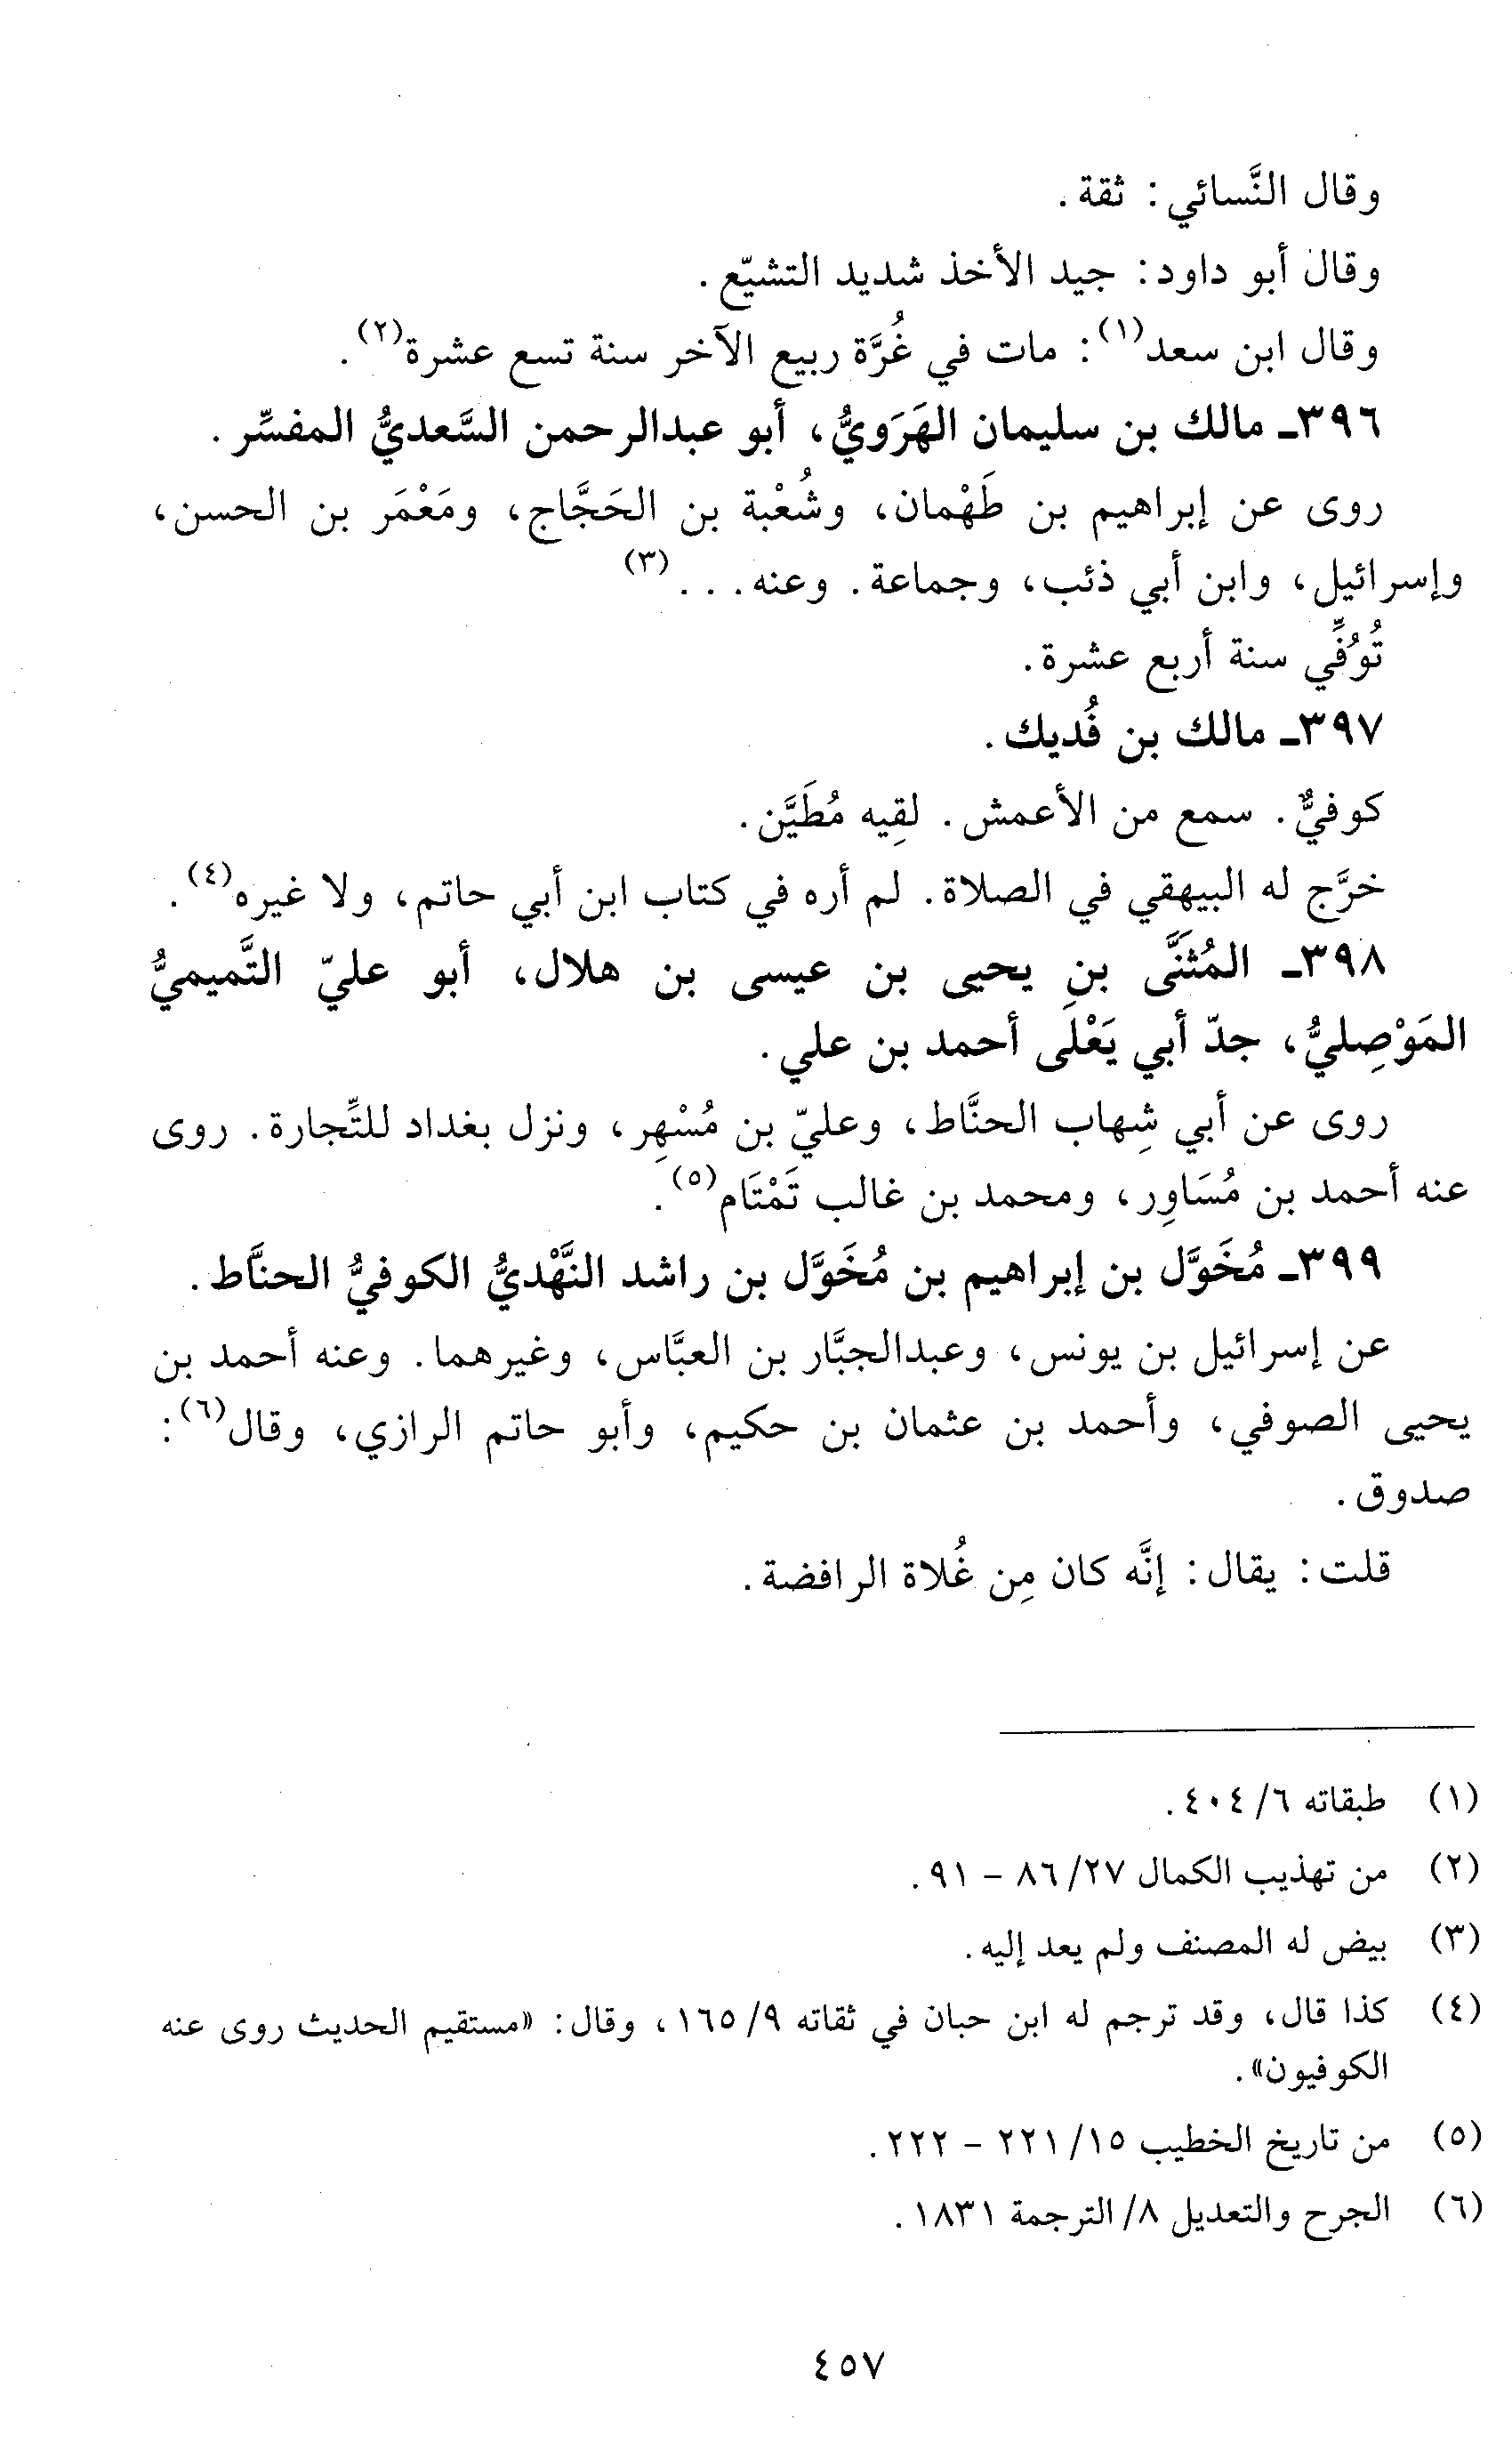 وقال النَّسائي: ثقة.
وقال أبو داود: جيد الأخذ شديد التشيّع.
وقال ابن سعد(١): مات في غُرَّة ربيع الآخر سنة تسع عشرة(٢).
٣٩٦ـ مالك بن سليمان الهَرَويُّ، أبو عبدالرحمن السَّعديُّ المفسِّر.
روى عن إبراهيم بن طَهْمان، وشُعْبة بن الحَجَّاج، ومَعْمَر بن الحسن،
وإسرائيل، وابن أبي ذئب، وجماعة. وعنه...(٣)
تُوُفِّي سنة أربع عشرة.
٣٩٧ـ مالك بن فُديك.
كوفيٌّ. سمع من الأعمش. لقِيه مُطَيَّن.
خرَّج له البيهقي في الصلاة. لم أره في كتاب ابن أبي حاتم، ولا غيره(٤).
٣٩٨ـ المُثنَّى بنِ يحيى بن عيسى بن هلال، أبو عليّ التَّميميُّ
المَوْصِليُّ، جدّ أبي يَعْلَى أحمد بن علي.
روى عن أبي شِهاب الحنَّاط، وعليّ بن مُسْهِر، ونزل بغداد للتِّجارة. روى
عنه أحمد بن مُسَاوِر، ومحمد بن غالب تَمْتَام(٥).
٣٩٩ـ مُخَوَّل بن إبراهيم بن مُخَوَّل بن راشد النَّهْديُّ الكوفيُّ الحنَّاط.
عن إسرائيل بن يونس، وعبدالجبَّار بن العبَّاس، وغيرهما. وعنه أحمد بن
يحيى الصوفي، وأحمد بن عثمان بن حكيم، وأبو حاتم الرازي، وقال(٦):
صدوق.
قلت: يقال: إنَّه كان مِن غُلاة الرافضة.
(١) طبقاته ٦/ ٤٠٤.
(٢) من تهذيب الكمال ٢٧/ ٨٦ – ٩١.
(٣) بيض له المصنف ولم يعد إليه.
(٤) كذا قال، وقد ترجم له ابن حبان في ثقاته ٩/ ١٦٥، وقال: «مستقيم الحديث روى عنه
الكوفيون».
(٥) من تاريخ الخطيب ١٥/ ٢٢١ – ٢٢٢.
(٦) الجرح والتعديل ٨/ الترجمة ١٨٣١.
٤٥٧